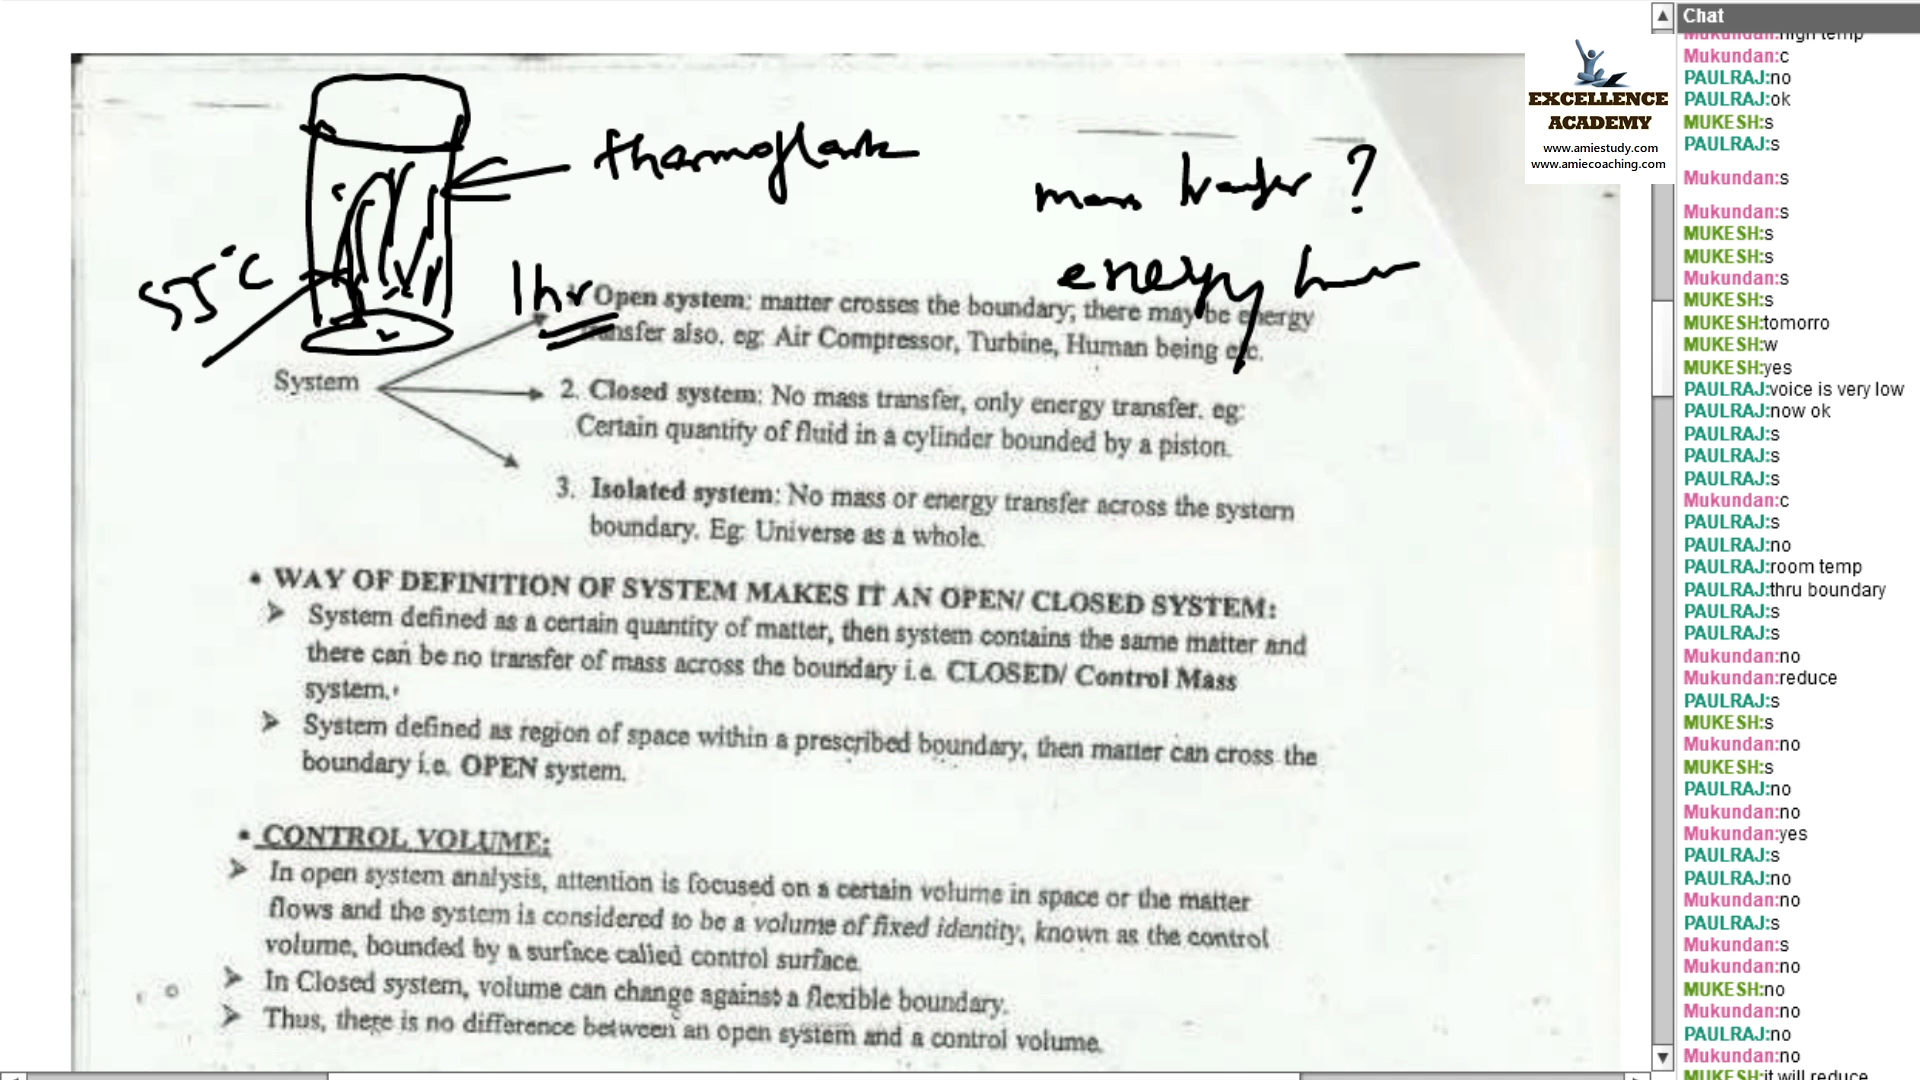 thermoflask
mass transfer ?
energy
55°C
1hr
Open system: matter crosses the boundary; there may be energy
transfer also. eg: Air Compressor, Turbine, Human being etc.
System
2. Closed system: No mass transfer, only energy transfer. eg:
Certain quantity of fluid in a cylinder bounded by a piston.
3. Isolated system: No mass or energy transfer across the system
boundary. Eg: Universe as a whole.
• WAY OF DEFINITION OF SYSTEM MAKES IT AN OPEN/ CLOSED SYSTEM:
➤ System defined as a certain quantity of matter, then system contains the same matter and
there can be no transfer of mass across the boundary i.e. CLOSED/ Control Mass
system.
➤ System defined as region of space within a prescribed boundary, then matter can cross the
boundary i.e. OPEN system.
• CONTROL VOLUME:
➤ In open system analysis, attention is focused on a certain volume in space or the matter
flows and the system is considered to be a volume of fixed identity, known as the control
volume, bounded by a surface called control surface.
➤ In Closed system, volume can change against a flexible boundary.
➤ Thus, there is no difference between an open system and a control volume.
EXCELLENCE
ACADEMY
www.amiestudy.com
www.amiecoaching.com
Chat
Mukundan:high temp
Mukundan:c
PAULRAJ:no
PAULRAJ:ok
MUKESH:s
PAULRAJ:s
Mukundan:s
Mukundan:s
MUKESH:s
MUKESH:s
Mukundan:s
MUKESH:s
MUKESH:tomorro
MUKESH:w
MUKESH:yes
PAULRAJ:voice is very low
PAULRAJ:now ok
PAULRAJ:s
PAULRAJ:s
PAULRAJ:s
Mukundan:c
PAULRAJ:s
PAULRAJ:no
PAULRAJ:room temp
PAULRAJ:thru boundary
PAULRAJ:s
PAULRAJ:s
Mukundan:no
Mukundan:reduce
PAULRAJ:s
MUKESH:s
Mukundan:no
MUKESH:s
PAULRAJ:no
Mukundan:no
Mukundan:yes
PAULRAJ:s
PAULRAJ:no
Mukundan:no
PAULRAJ:s
Mukundan:s
Mukundan:no
MUKESH:no
Mukundan:no
PAULRAJ:no
Mukundan:no
MUKESH:it will reduce